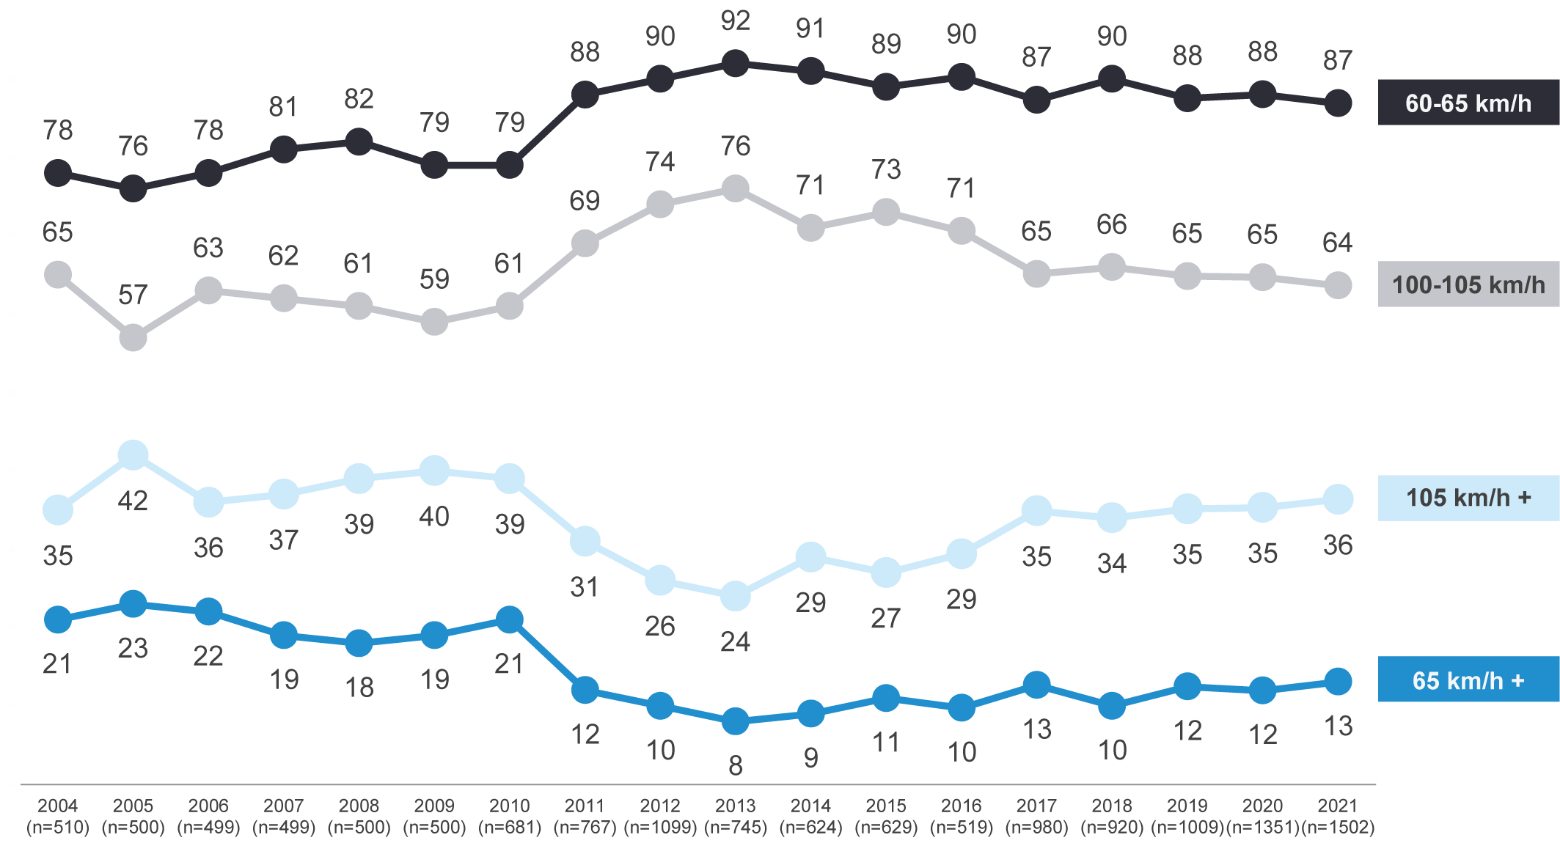 78 76 78 81 82 79 79 88 90 92 91 89 90 87 90 88 88 87
60-65 km/h
65 57 63 62 61 59 61 69 74 76 71 73 71 65 66 65 65 64
100-105 km/h
35 42 36 37 39 40 39 31 26 24 29 27 29 35 34 35 35 36
105 km/h +
21 23 22 19 18 19 21 12 10 8 9 11 10 13 10 12 12 13
65 km/h +
2004 2005 2006 2007 2008 2009 2010 2011 2012 2013 2014 2015 2016 2017 2018 2019 2020 2021
(n=510) (n=500) (n=499) (n=499) (n=500) (n=500) (n=681) (n=767) (n=1099) (n=745) (n=624) (n=629) (n=519) (n=980) (n=920) (n=1009) (n=1351) (n=1502)